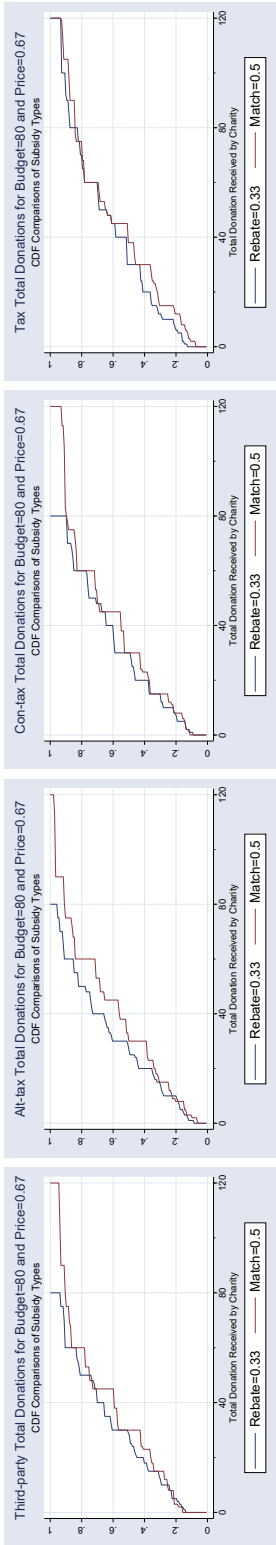 Third-party Total Donations for Budget=80 and Price=0.67
CDF Comparisons of Subsidy Types
1
.8
.6
.4
.2
0
0
40
80
120
Total Donation Received by Charity
Rebate=0.33
Match=0.5
Alt-tax Total Donations for Budget=80 and Price=0.67
CDF Comparisons of Subsidy Types
1
.8
.6
.4
.2
0
0
40
80
120
Total Donation Received by Charity
Rebate=0.33
Match=0.5
Con-tax Total Donations for Budget=80 and Price=0.67
CDF Comparisons of Subsidy Types
1
.8
.6
.4
.2
0
0
40
80
120
Total Donation Received by Charity
Rebate=0.33
Match=0.5
Tax Total Donations for Budget=80 and Price=0.67
CDF Comparisons of Subsidy Types
1
.8
.6
.4
.2
0
0
40
80
120
Total Donation Received by Charity
Rebate=0.33
Match=0.5